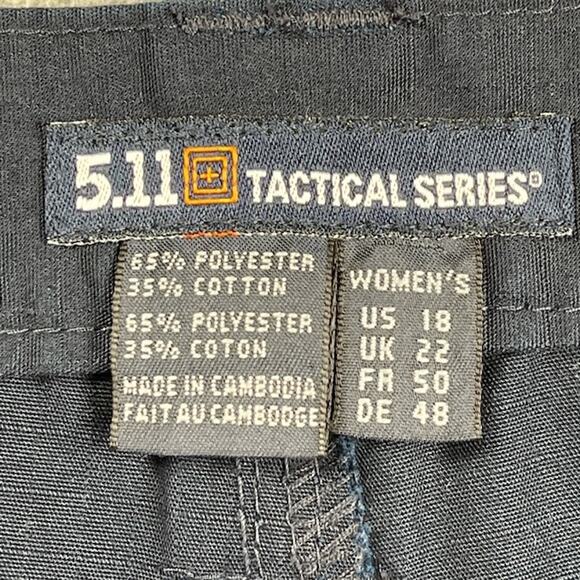 5.11 TACTICAL SERIES®
65% POLYESTER
35% COTTON
65% POLYESTER
35% COTON
MADE IN CAMBODIA
FAIT AU CAMBODGE
WOMEN'S
US 18
UK 22
FR 50
DE 48